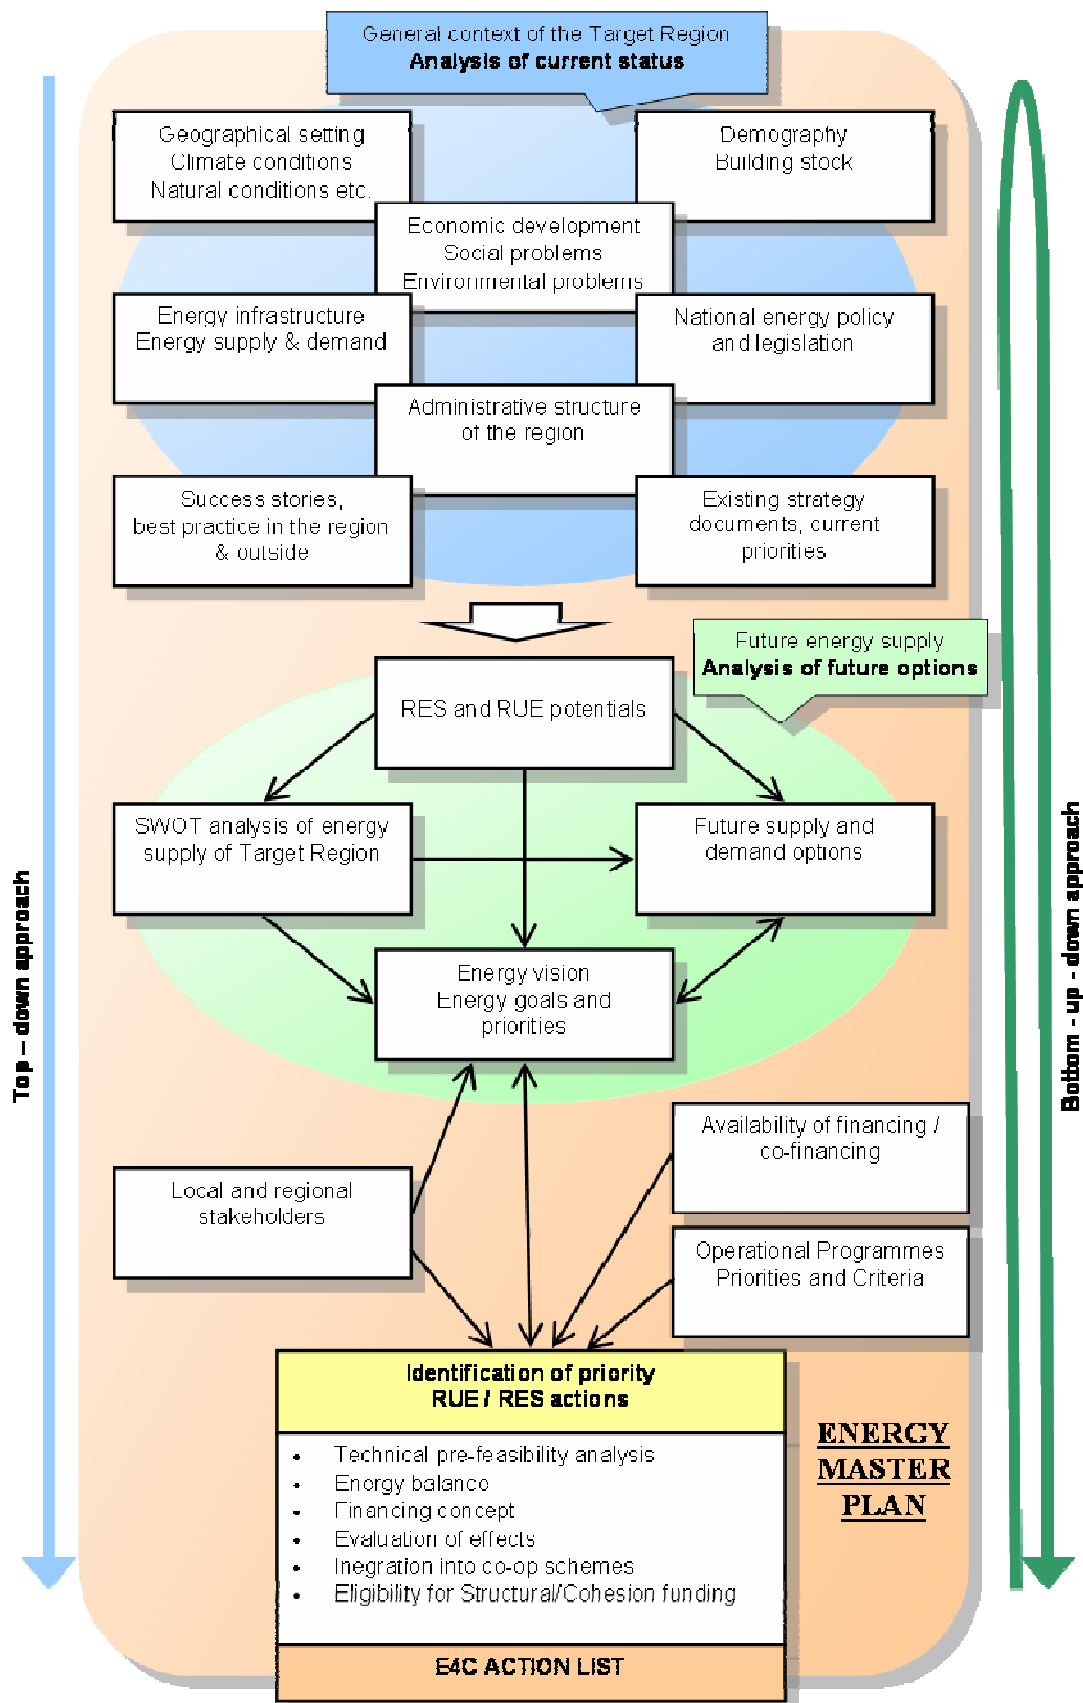 General context of the Target Region
Analysis of current status
Geographical setting
Climate conditions
Natural conditions etc.
Demography
Building stock
Economic development
Social problems
Environmental problems
Energy infrastructure
Energy supply & demand
National energy policy
and legislation
Administrative structure
of the region
Success stories,
best practice in the region
& outside
Existing strategy
documents, current
priorities
Future energy supply
Analysis of future options
RES and RUE potentials
SWOT analysis of energy
supply of Target Region
Future supply and
demand options
Energy vision
Energy goals and
priorities
Top – down approach
Bottom - up - down approach
Availability of financing /
co-financing
Local and regional
stakeholders
Operational Programmes
Priorities and Criteria
Identification of priority
RUE / RES actions
• Technical pre-feasibility analysis
• Energy balance
• Financing concept
• Evaluation of effects
• Inegration into co-op schemes
• Eligibility for Structural/Cohesion funding
E4C ACTION LIST
ENERGY
MASTER
PLAN